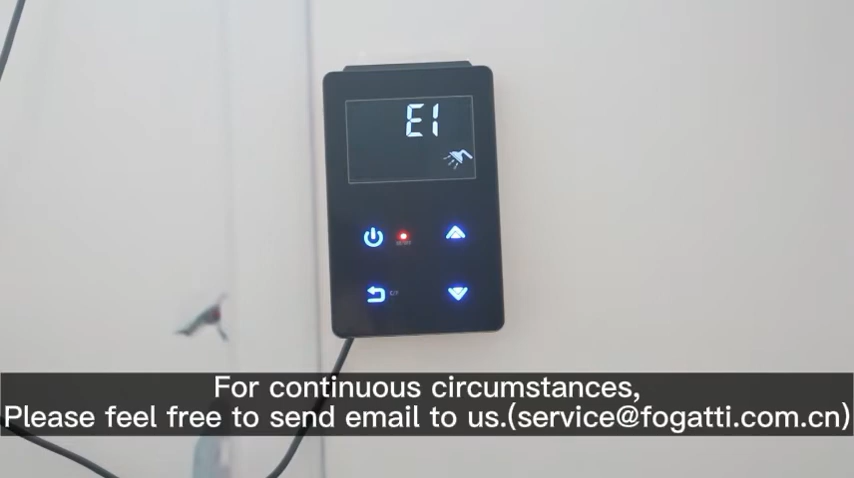 E1
For continuous circumstances,
Please feel free to send email to us.(service@fogatti.com.cn)